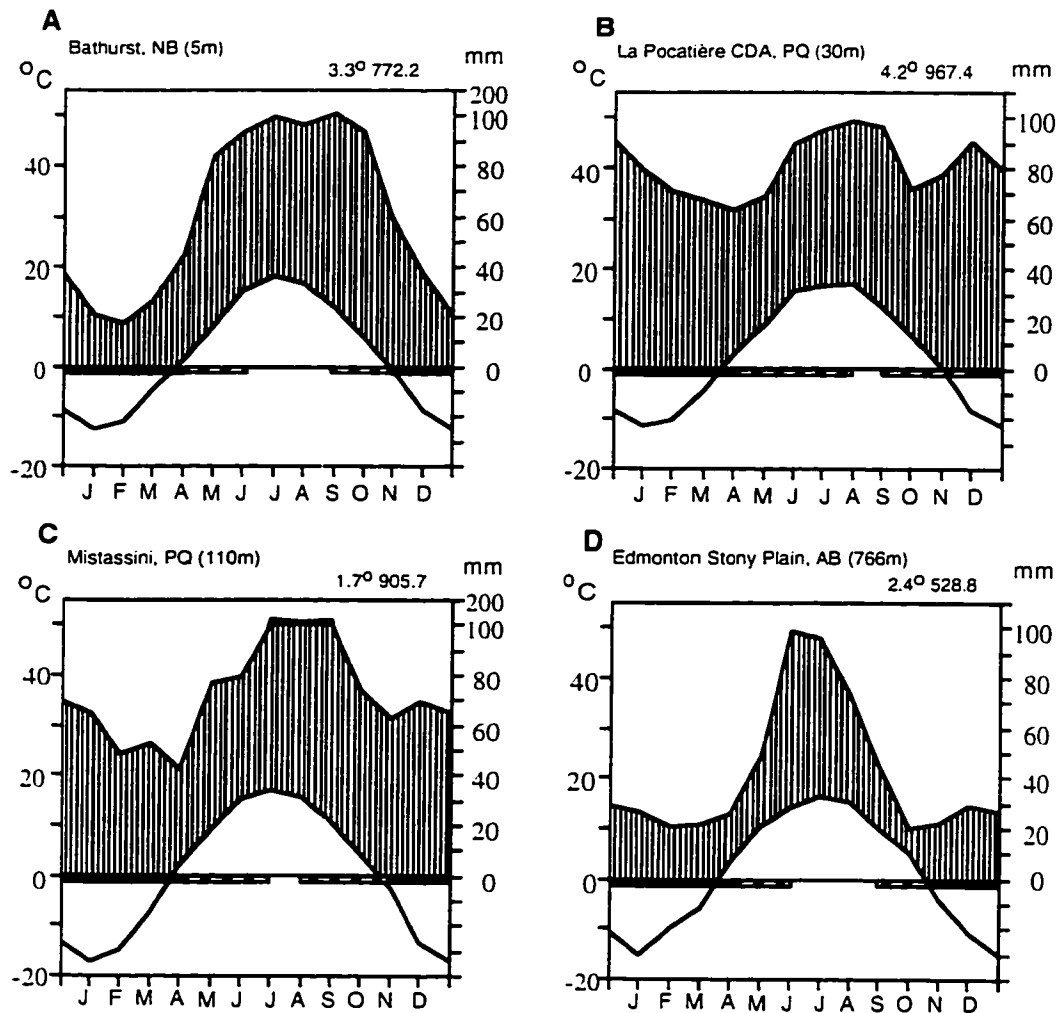 A
Bathurst, NB (5m)
°C 3.3° 772.2 mm
200
100
40
80
60
20
40
20
0 0
-20
J F M A M J J A S O N D
B
La Pocatière CDA, PQ (30m)
°C 4.2° 967.4 mm
100
40
80
60
20
40
20
0 0
-20
J F M A M J J A S O N D
C
Mistassini, PQ (110m)
°C 1.7° 905.7 mm
200
100
40
80
60
20
40
20
0 0
-20
J F M A M J J A S O N D
D
Edmonton Stony Plain, AB (766m)
°C 2.4° 528.8 mm
100
40
80
60
20
40
20
0 0
-20
J F M A M J J A S O N D